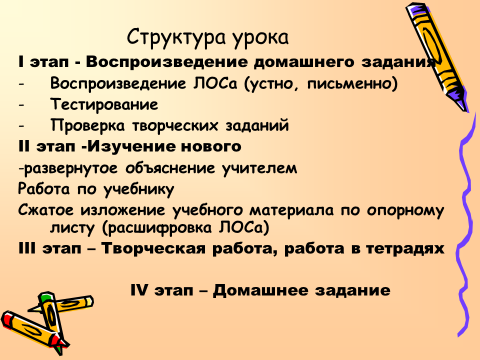 Структура урока
I этап - Воспроизведение домашнего задания
- Воспроизведение ЛОСа (устно, письменно)
- Тестирование
- Проверка творческих заданий
II этап -Изучение нового
-развернутое объяснение учителем
Работа по учебнику
Сжатое изложение учебного материала по опорному
листу (расшифровка ЛОСа)
III этап – Творческая работа, работа в тетрадях
IV этап – Домашнее задание